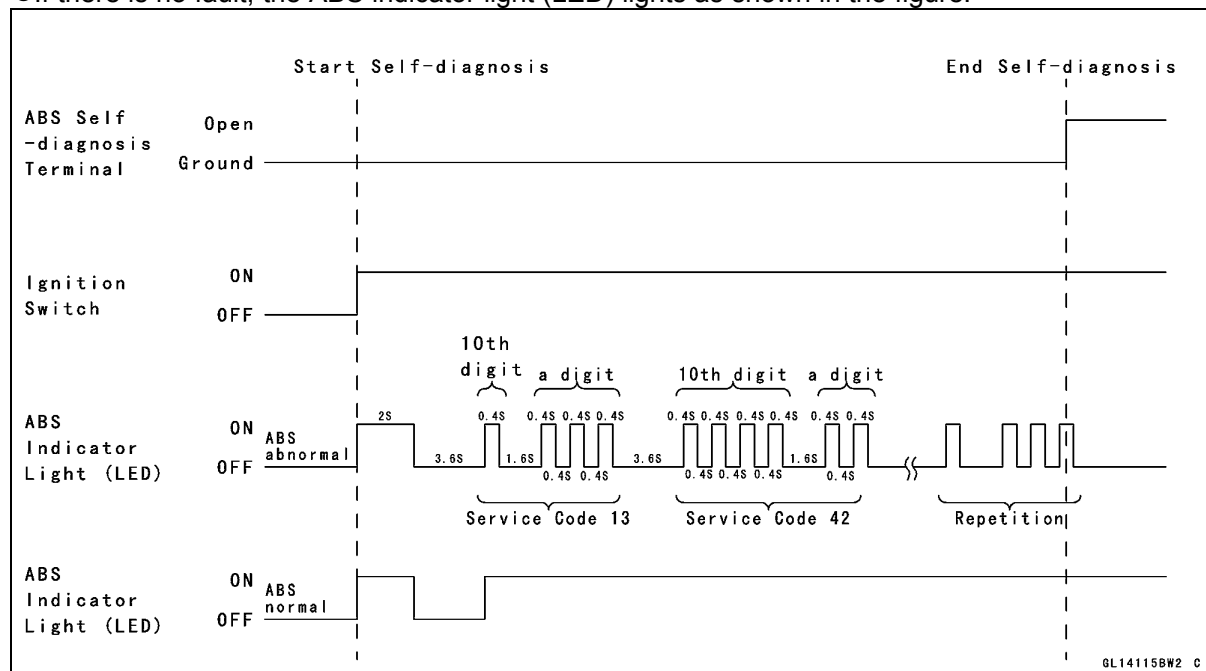 If there is no fault, the ABS indicator light (LED) lights as shown in the figure.
Start Self-diagnosis
End Self-diagnosis
ABS Self
-diagnosis
Terminal
Open
Ground
Ignition
Switch
ON
OFF
10th
digit
a digit
10th digit
a digit
ABS
Indicator
Light (LED)
ON
OFF
ABS
abnormal
2S
3.6S
0.4S
1.6S
0.4S 0.4S 0.4S
0.4S 0.4S
3.6S
0.4S 0.4S 0.4S 0.4S
0.4S 0.4S 0.4S
1.6S
0.4S 0.4S
0.4S
Service Code 13
Service Code 42
Repetition
ABS
Indicator
Light (LED)
ON
OFF
ABS
normal
GL14115BW2 C